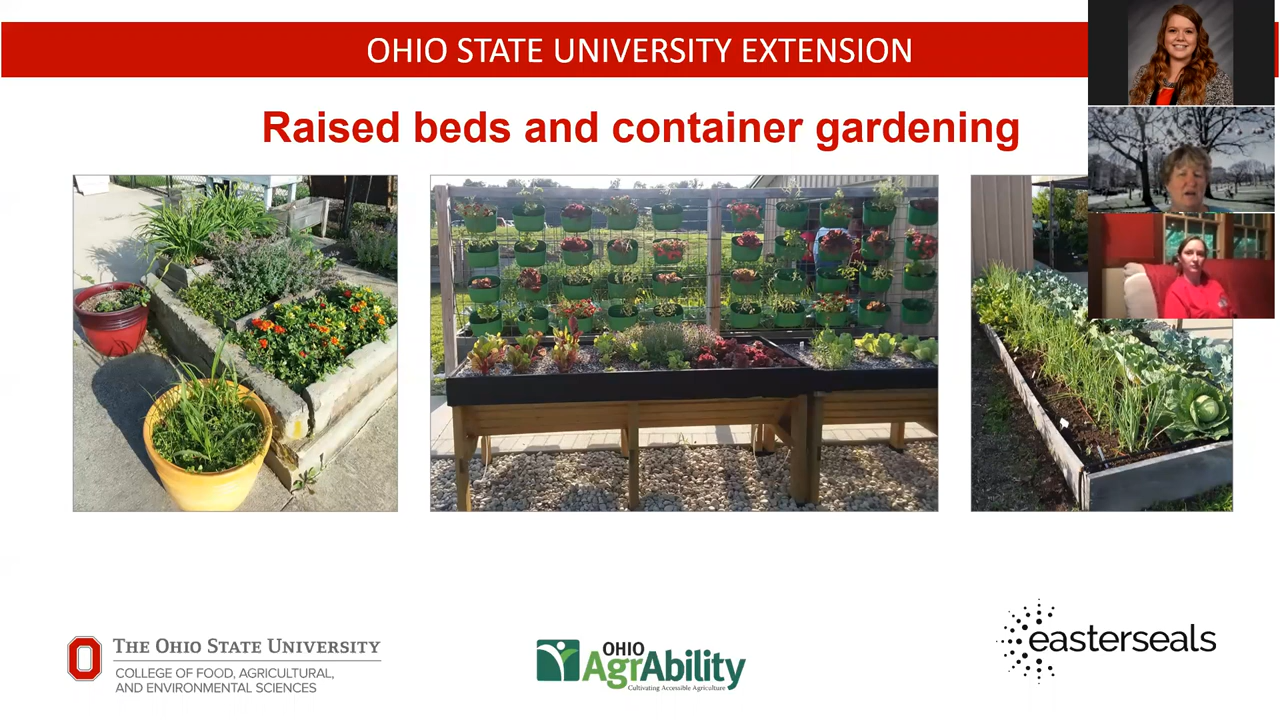 OHIO STATE UNIVERSITY EXTENSION
Raised beds and container gardening
THE OHIO STATE UNIVERSITY
COLLEGE OF FOOD, AGRICULTURAL,
AND ENVIRONMENTAL SCIENCES
OHIO
AgrAbility
Cultivating Accessible Agriculture
easterseals